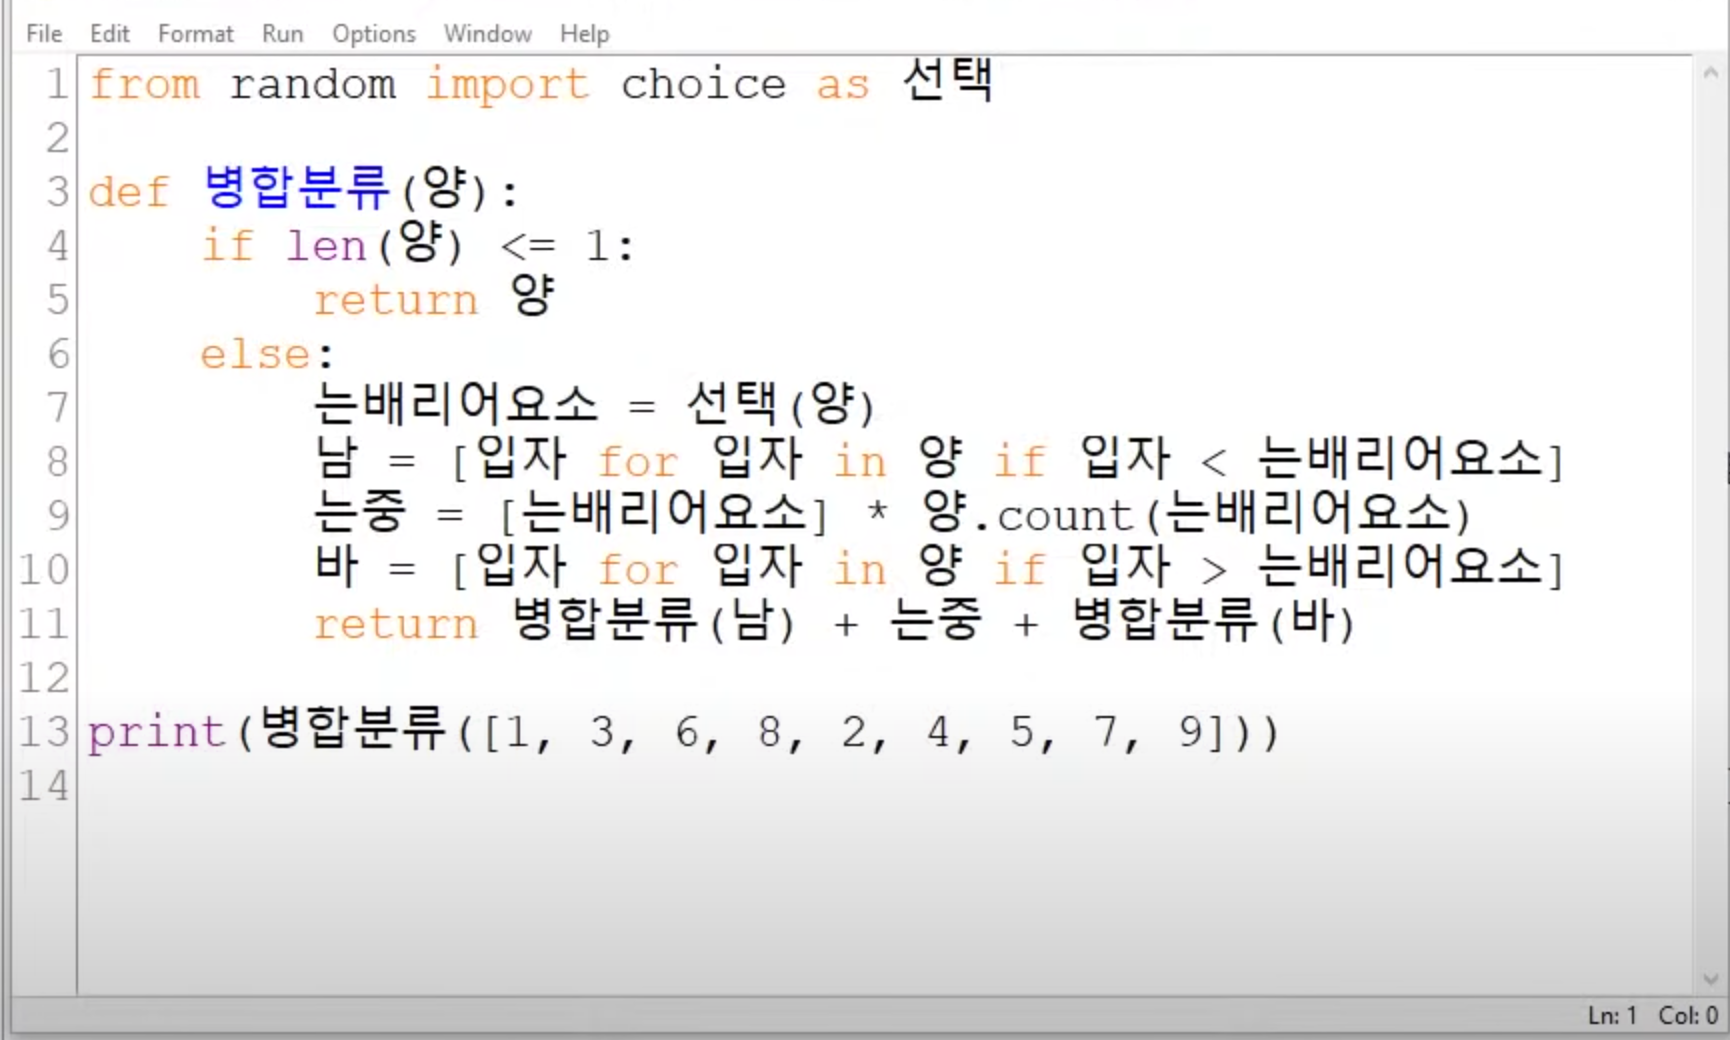 File Edit Format Run Options Window Help
1 from random import choice as 선택
2
3 def 병합분류(양):
4     if len(양) <= 1:
5         return 양
6     else:
7         는배리어요소 = 선택(양)
8         남 = [입자 for 입자 in 양 if 입자 < 는배리어요소]
9         는중 = [는배리어요소] * 양.count(는배리어요소)
10         바 = [입자 for 입자 in 양 if 입자 > 는배리어요소]
11         return 병합분류(남) + 는중 + 병합분류(바)
12
13 print(병합분류([1, 3, 6, 8, 2, 4, 5, 7, 9]))
14
Ln: 1 Col: 0